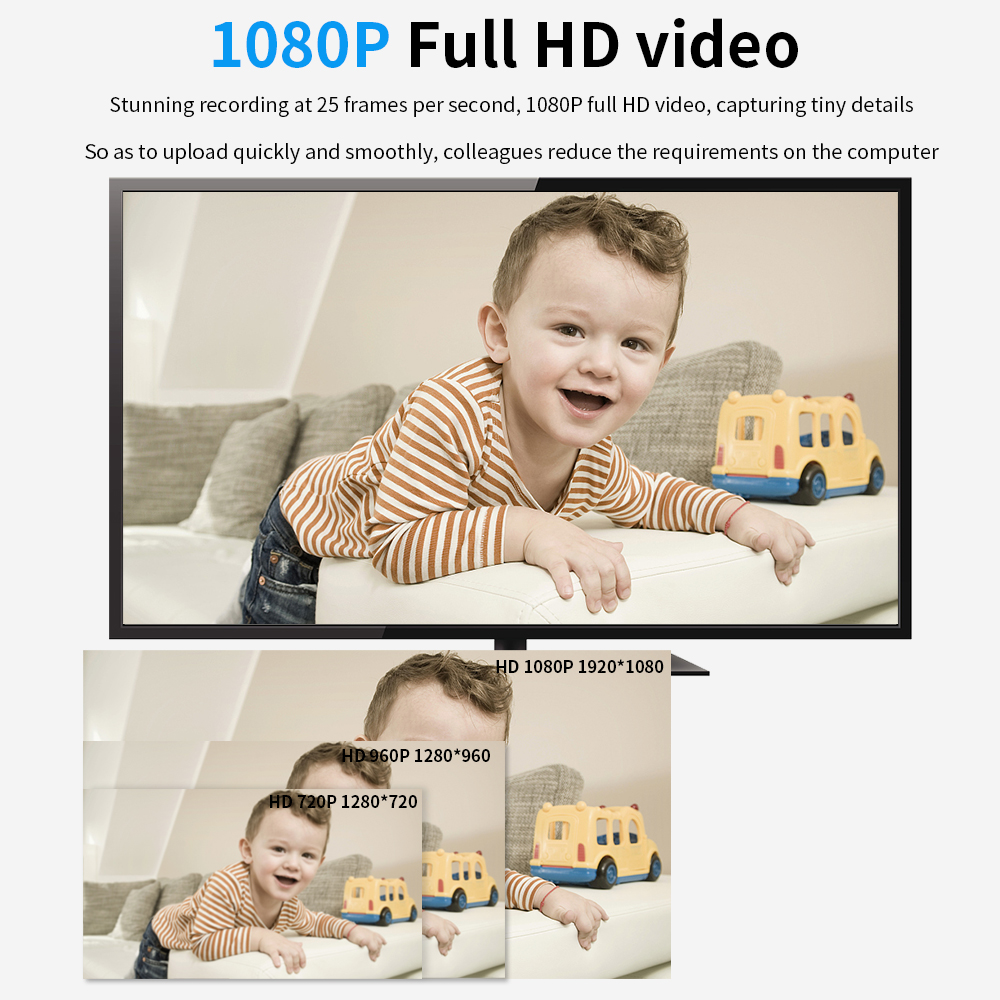 1080P Full HD video
Stunning recording at 25 frames per second, 1080P full HD video, capturing tiny details
So as to upload quickly and smoothly, colleagues reduce the requirements on the computer
HD 1080P 1920*1080
HD 960P 1280*960
HD 720P 1280*720